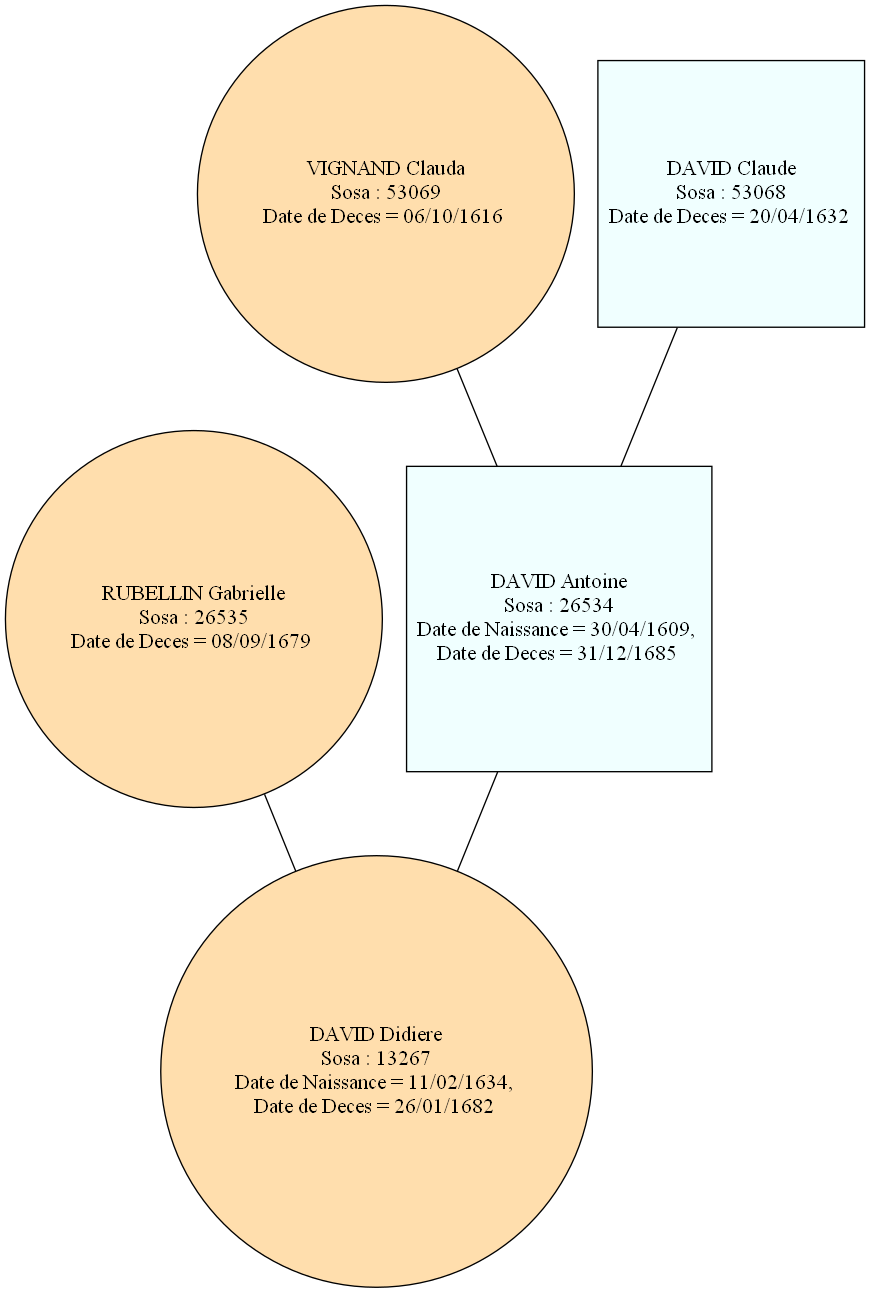 VIGNAND Clauda
Sosa : 53069
Date de Deces = 06/10/1616
DAVID Claude
Sosa : 53068
Date de Deces = 20/04/1632
RUBELLIN Gabrielle
Sosa : 26535
Date de Deces = 08/09/1679
DAVID Antoine
Sosa : 26534
Date de Naissance = 30/04/1609,
Date de Deces = 31/12/1685
DAVID Didiere
Sosa : 13267
Date de Naissance = 11/02/1634,
Date de Deces = 26/01/1682